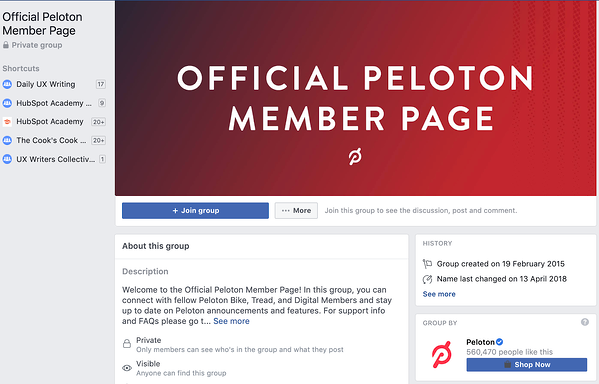 Official Peloton
Member Page
Private group
Shortcuts
Daily UX Writing 17
HubSpot Academy ... 9
HubSpot Academy 20+
The Cook's Cook ... 20+
UX Writers Collectiv... 1
OFFICIAL PELOTON
MEMBER PAGE
+ Join group
••• More
Join this group to see the discussion, post and comment.
About this group
Description
Welcome to the Official Peloton Member Page! In this group, you can
connect with fellow Peloton Bike, Tread, and Digital Members and stay
up to date on Peloton announcements and features. For support info
and FAQs please go t... See more
Private
Only members can see who's in the group and what they post
Visible
Anyone can find this group
HISTORY
Group created on 19 February 2015
Name last changed on 13 April 2018
See more
GROUP BY
?
Peloton
560,470 people like this
Shop Now